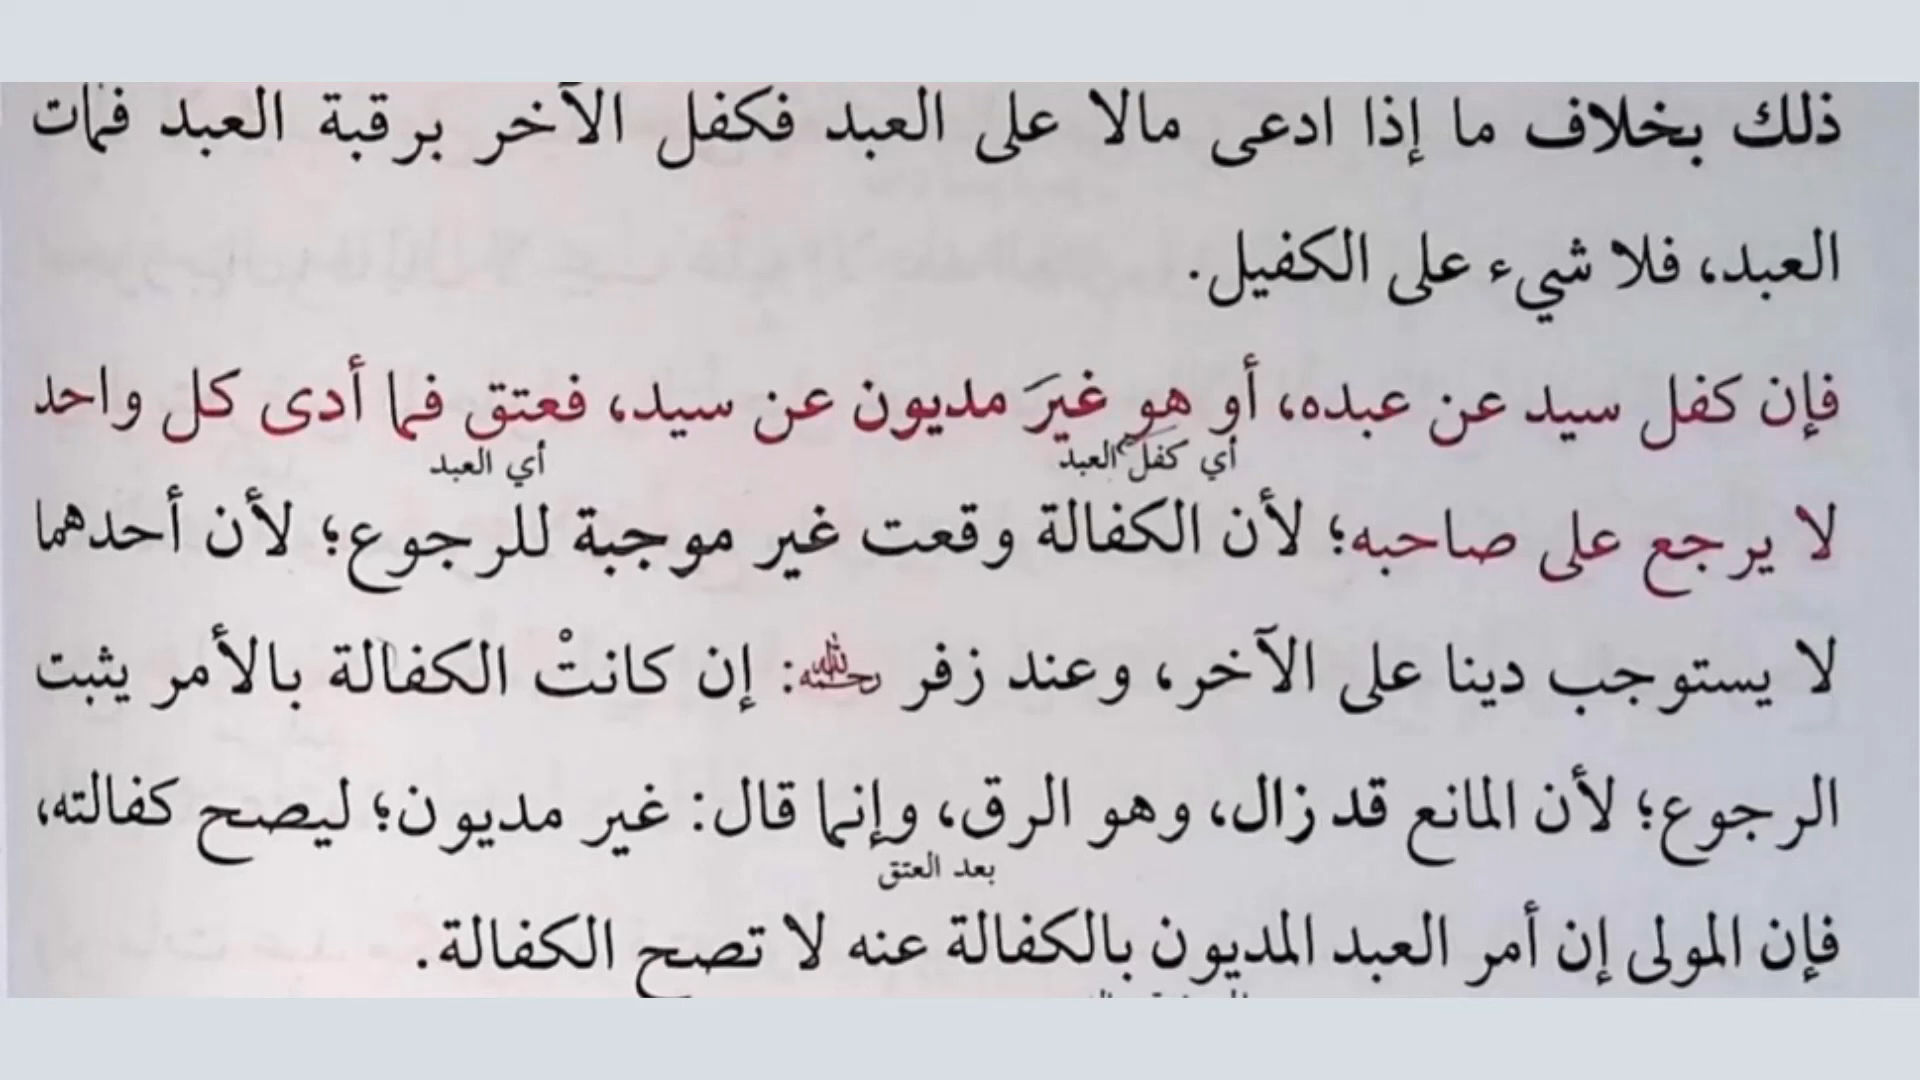 ذلك بخلاف ما إذا ادعى مالا على العبد فكفل الآخر برقبة العبد فمات
العبد، فلا شيء على الكفيل.
فإن كفل سيد عن عبده، أو هو غيرَ مديون عن سيد، فعتق فما أدى كل واحد
أي كفَلَ العبد
أي العبد
لا يرجع على صاحبه؛ لأن الكفالة وقعت غير موجبة للرجوع؛ لأن أحدهما
لا يستوجب دينا على الآخر، وعند زفر رحمه الله: إن كانتْ الكفالة بالأمر يثبت
الرجوع؛ لأن المانع قد زال، وهو الرق، وإنما قال: غير مديون؛ ليصح كفالته،
بعد العتق
فإن المولى إن أمر العبد المديون بالكفالة عنه لا تصح الكفالة.